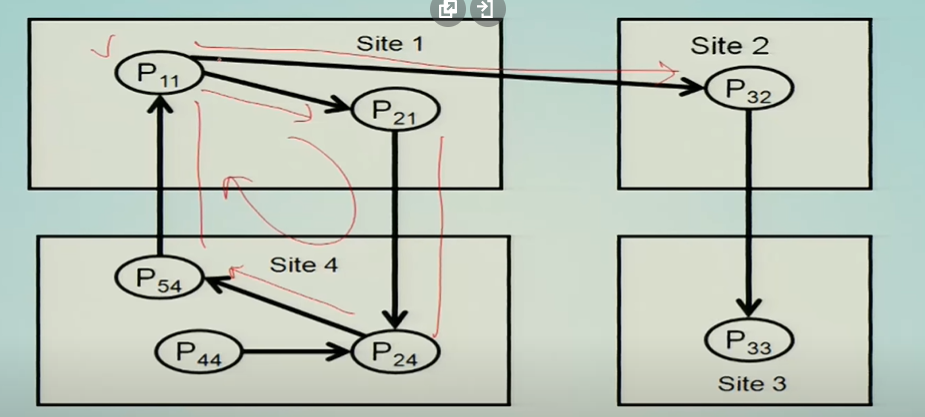 Site 1
P11
P21
Site 2
P32
Site 4
P54
P44
P24
P33
Site 3